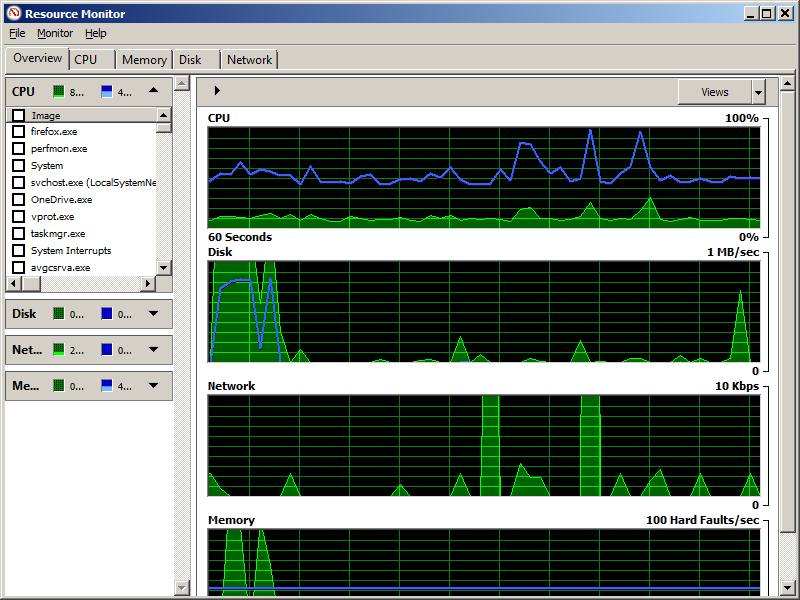 Resource Monitor
File Monitor Help
Overview CPU Memory Disk Network
CPU 8... 4...
Image
firefox.exe
perfmon.exe
System
svchost.exe (LocalSystemNe
OneDrive.exe
vprot.exe
taskmgr.exe
System Interrupts
avgcsrva.exe
Disk 0... 0...
Net... 2... 0...
Me... 0... 4...
Views
CPU 100%
60 Seconds 0%
Disk 1 MB/sec
0
Network 10 Kbps
0
Memory 100 Hard Faults/sec